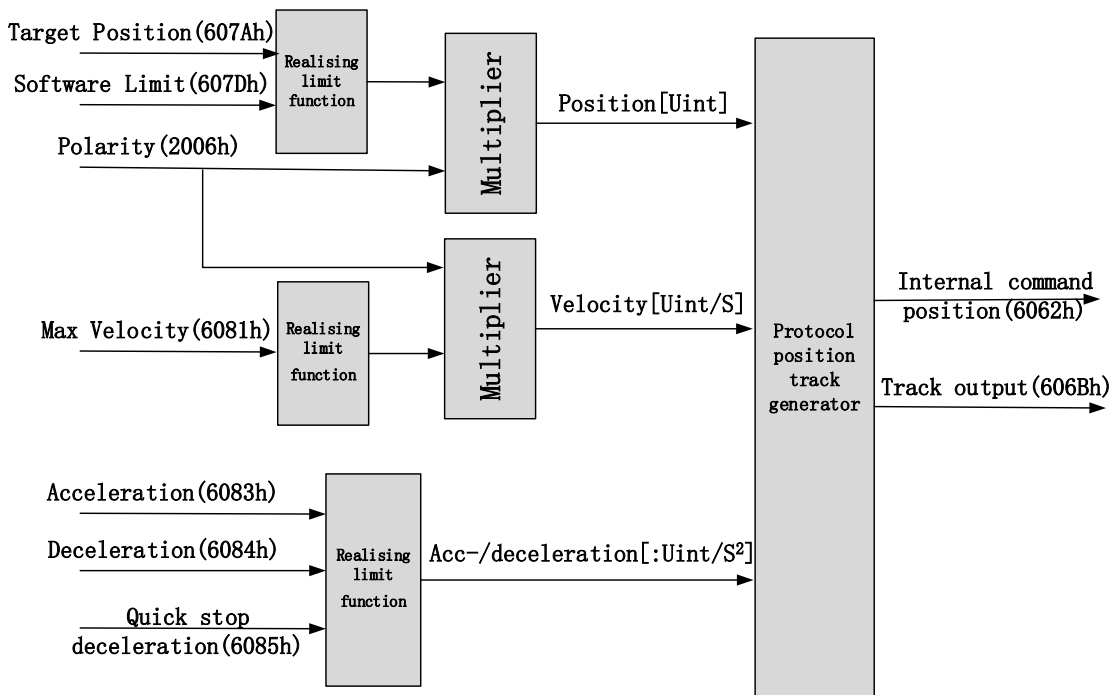 Target Position(607Ah)
Software Limit(607Dh)
Realising
limit
function
Polarity(2006h)
Multiplier
Position[Uint]
Max Velocity(6081h)
Realising
limit
function
Multiplier
Velocity[Uint/S]
Acceleration(6083h)
Deceleration(6084h)
Quick stop
deceleration(6085h)
Realising
limit
function
Acc-/deceleration[:Uint/S²]
Protocol
position
track
generator
Internal command
position(6062h)
Track output(606Bh)